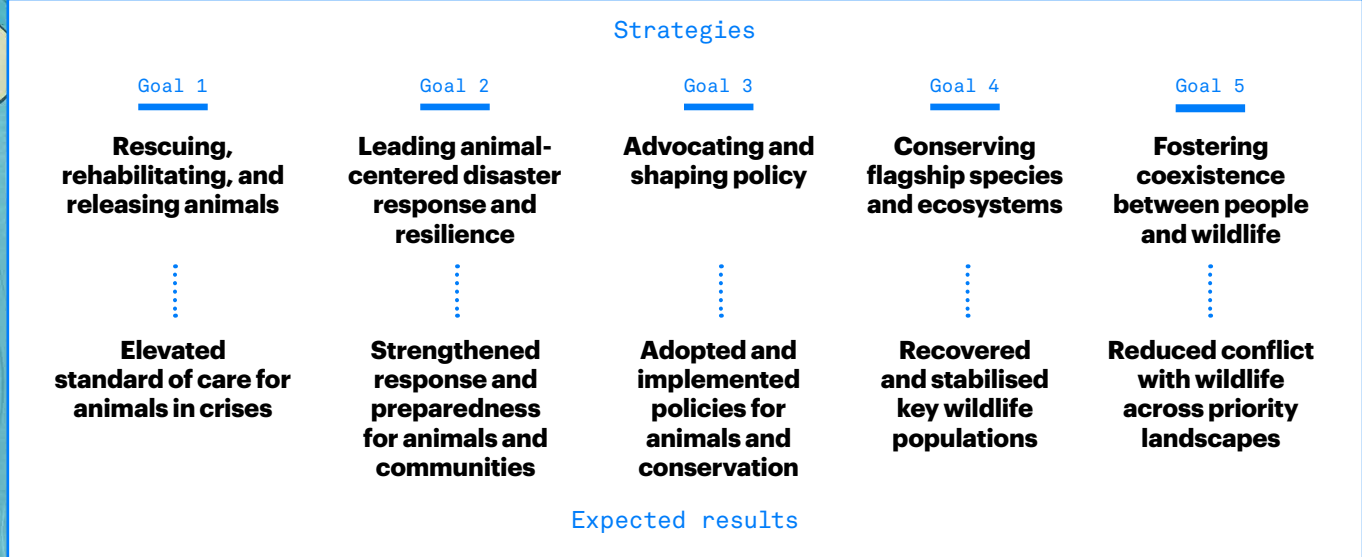 Strategies
Goal 1
Rescuing,
rehabilitating, and
releasing animals
Elevated
standard of care for
animals in crises
Goal 2
Leading animal-
centered disaster
response and
resilience
Strengthened
response and
preparedness
for animals and
communities
Goal 3
Advocating and
shaping policy
Adopted and
implemented
policies for
animals and
conservation
Goal 4
Conserving
flagship species
and ecosystems
Recovered
and stabilised
key wildlife
populations
Goal 5
Fostering
coexistence
between people
and wildlife
Reduced conflict
with wildlife
across priority
landscapes
Expected results